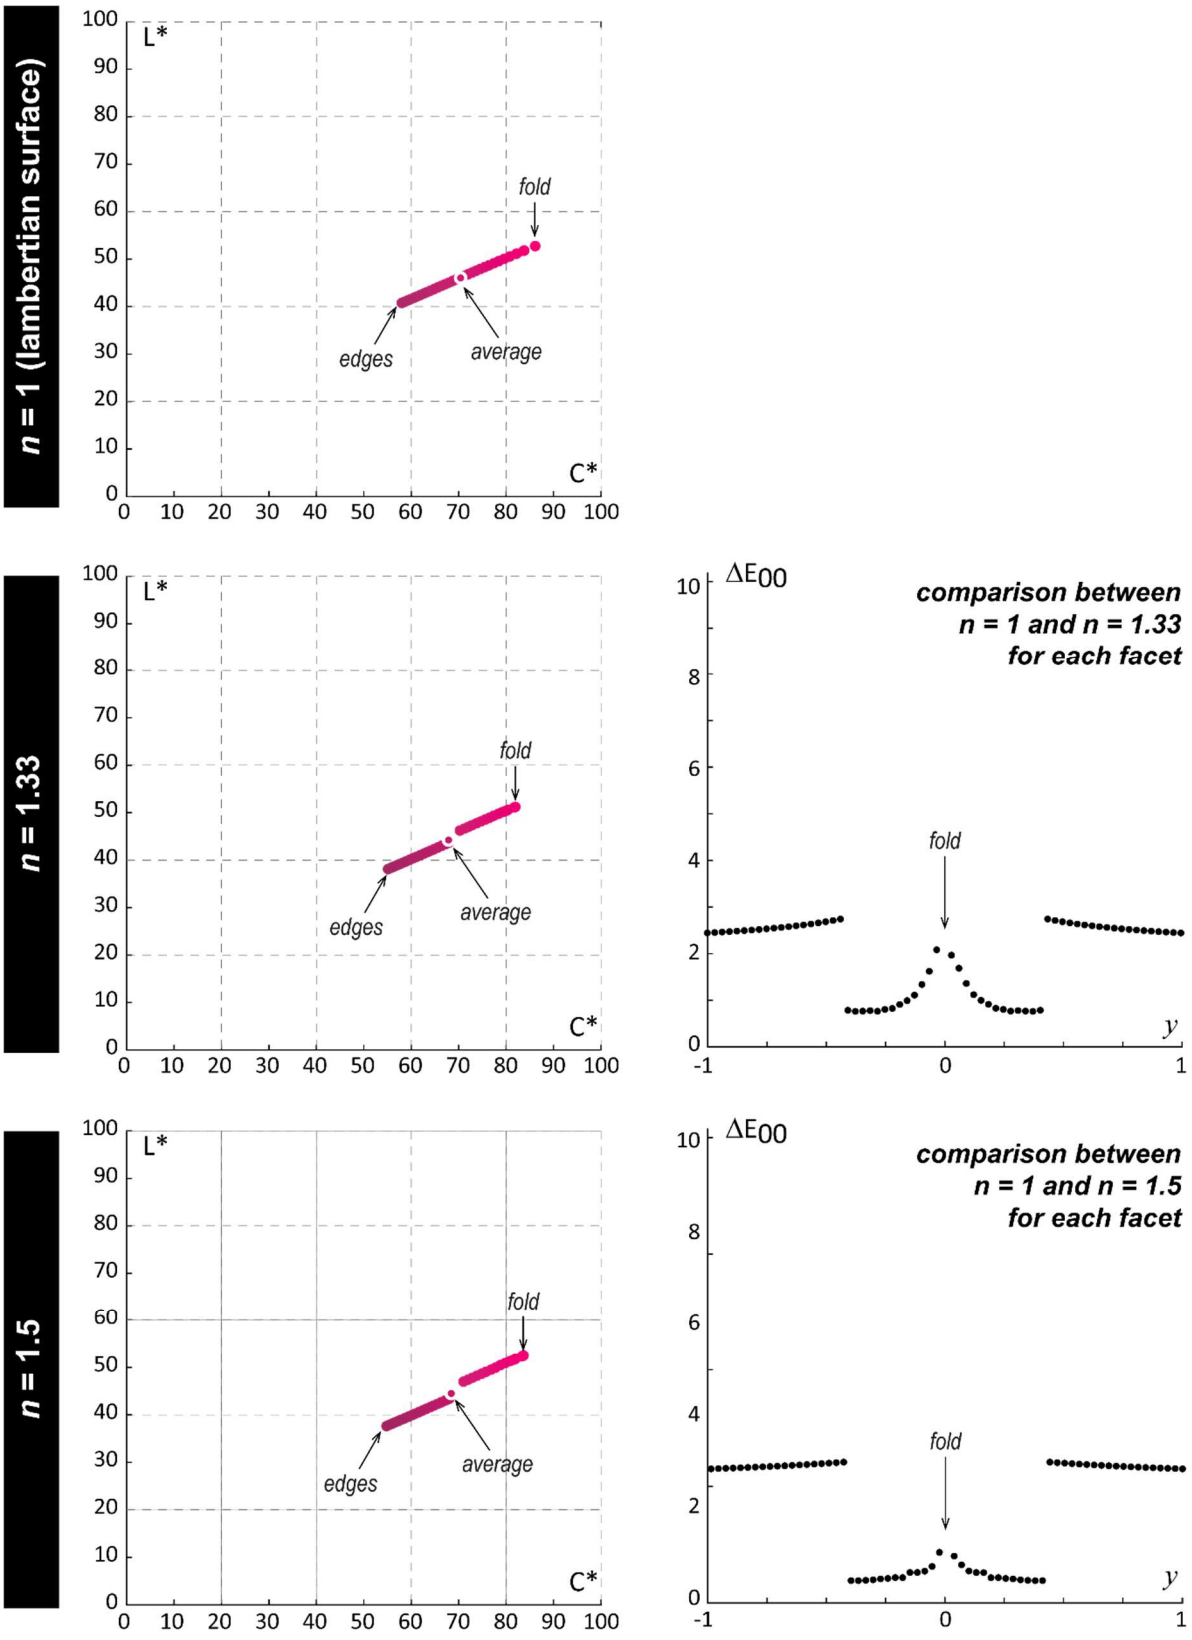 n = 1 (lambertian surface)
L*
100
90
80
70
60
50
40
30
20
10
0
fold
edges
average
C*
0 10 20 30 40 50 60 70 80 90 100
n = 1.33
L*
100
90
80
70
60
50
40
30
20
10
0
fold
edges
average
C*
0 10 20 30 40 50 60 70 80 90 100
ΔE00
comparison between
n = 1 and n = 1.33
for each facet
10
8
6
4
2
0
fold
y
-1 0 1
n = 1.5
L*
100
90
80
70
60
50
40
30
20
10
0
fold
edges
average
C*
0 10 20 30 40 50 60 70 80 90 100
ΔE00
comparison between
n = 1 and n = 1.5
for each facet
10
8
6
4
2
0
fold
y
-1 0 1